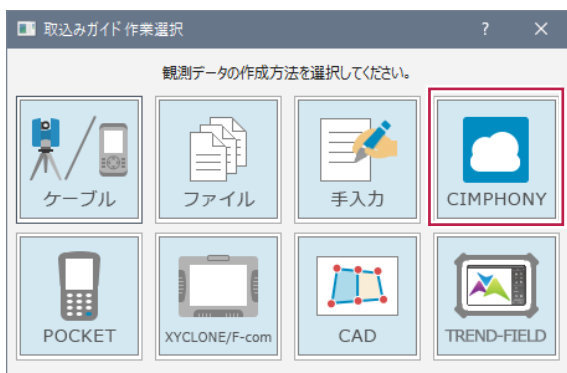 取込みガイド 作業選択
?
×
観測データの作成方法を選択してください。
ケーブル
ファイル
手入力
CIMPHONY
POCKET
XYCLONE/F-com
CAD
TREND-FIELD